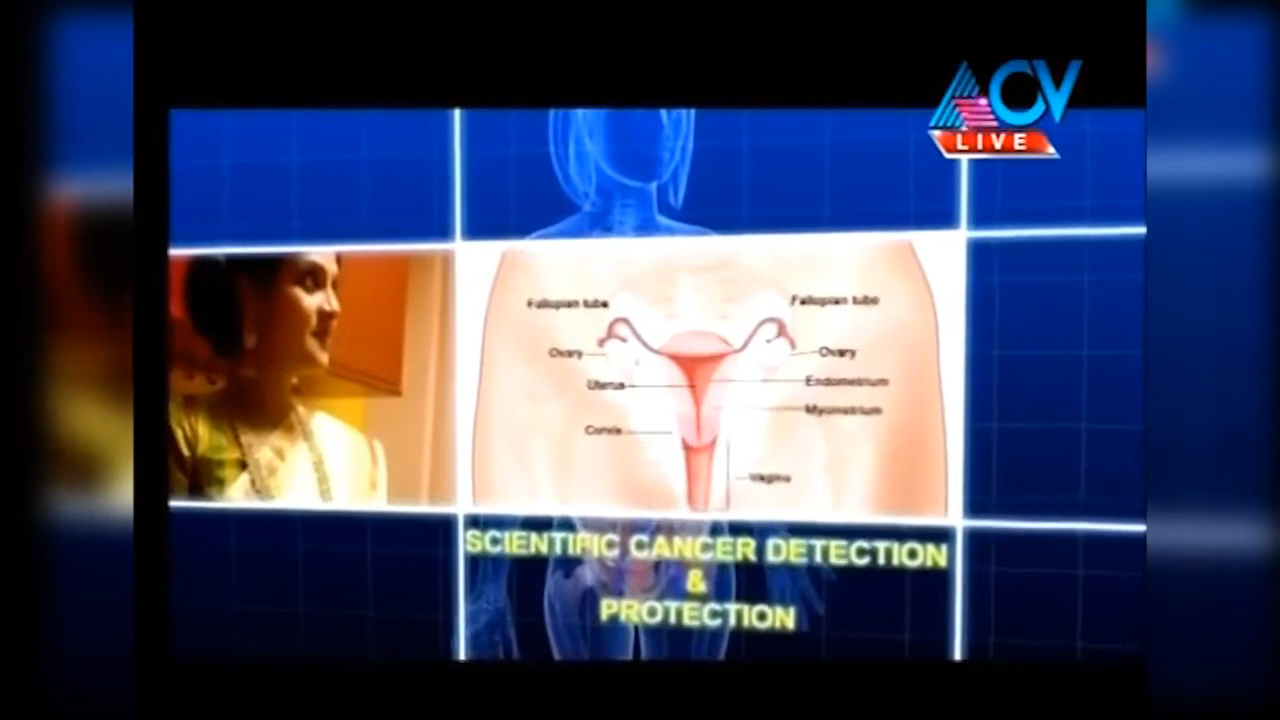 ACV
LIVE
Fallopian tube
Fallopian tube
Ovary
Ovary
Uterus
Endometrium
Myometrium
Cervix
Vagina
SCIENTIFIC CANCER DETECTION
&
PROTECTION